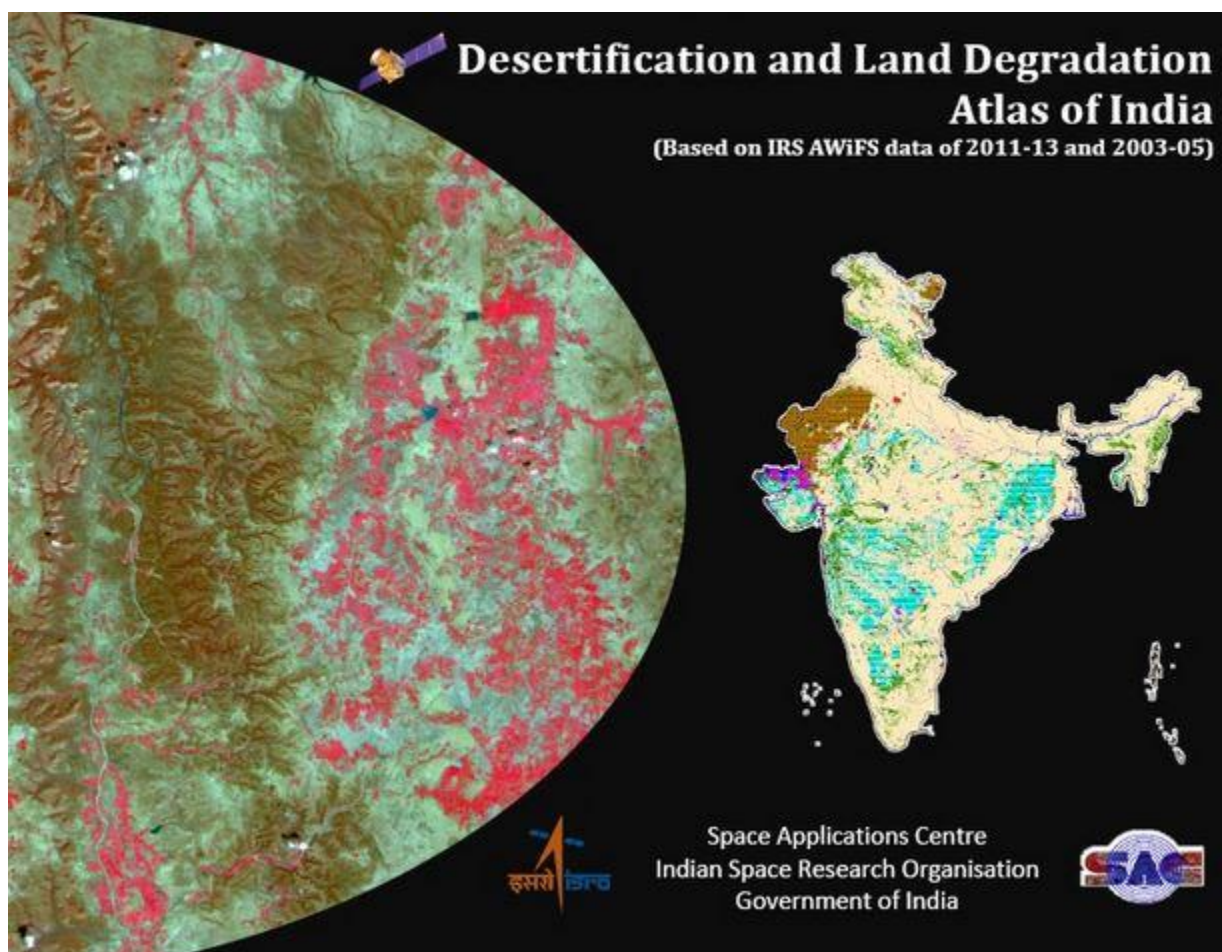 Desertification and Land Degradation
Atlas of India
(Based on IRS AWiFS data of 2011-13 and 2003-05)
Space Applications Centre
Indian Space Research Organisation
Government of India
इसरो isro
SAC